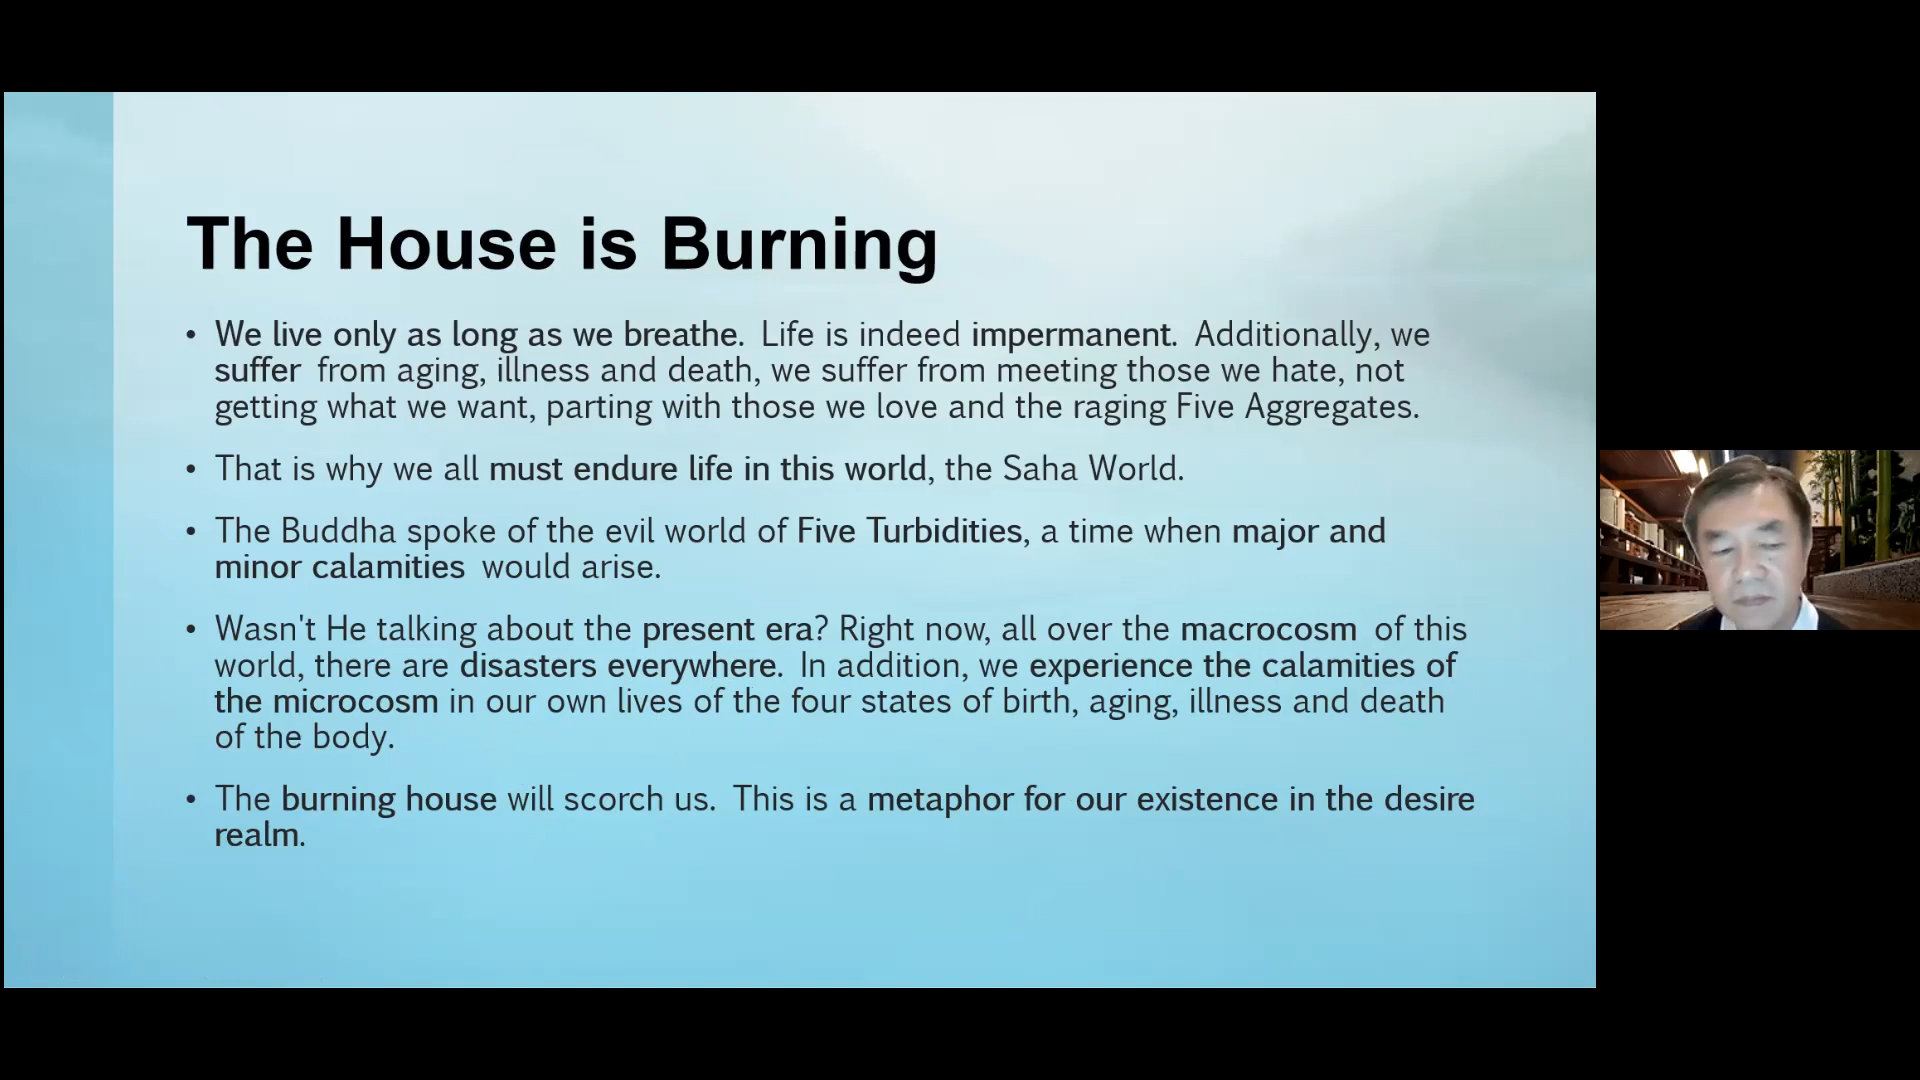 The House is Burning
• We live only as long as we breathe. Life is indeed impermanent. Additionally, we
suffer from aging, illness and death, we suffer from meeting those we hate, not
getting what we want, parting with those we love and the raging Five Aggregates.
• That is why we all must endure life in this world, the Saha World.
• The Buddha spoke of the evil world of Five Turbidities, a time when major and
minor calamities would arise.
• Wasn't He talking about the present era? Right now, all over the macrocosm of this
world, there are disasters everywhere. In addition, we experience the calamities of
the microcosm in our own lives of the four states of birth, aging, illness and death
of the body.
• The burning house will scorch us. This is a metaphor for our existence in the desire
realm.